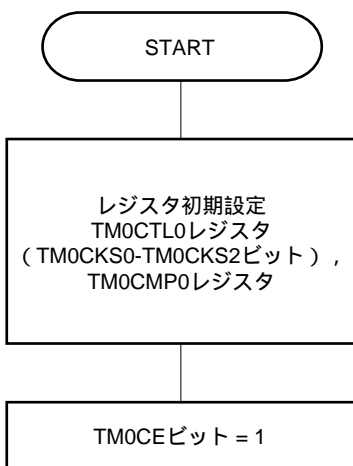 START
レジスタ初期設定
TM0CTL0レジスタ
（TM0CKS0-TM0CKS2ビット），
TM0CMP0レジスタ
TM0CEビット = 1